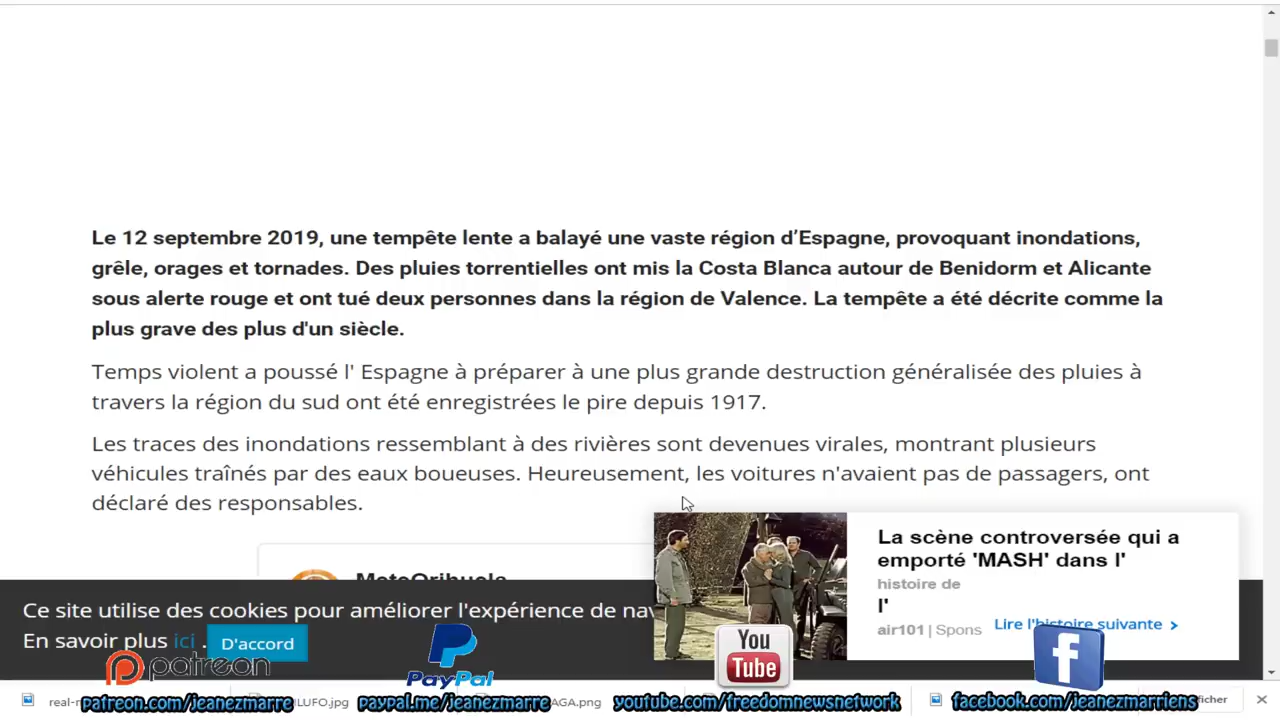 Le 12 septembre 2019, une tempête lente a balayé une vaste région d’Espagne, provoquant inondations,
grêle, orages et tornades. Des pluies torrentielles ont mis la Costa Blanca autour de Benidorm et Alicante
sous alerte rouge et ont tué deux personnes dans la région de Valence. La tempête a été décrite comme la
plus grave des plus d'un siècle.
Temps violent a poussé l' Espagne à préparer à une plus grande destruction généralisée des pluies à
travers la région du sud ont été enregistrées le pire depuis 1917.
Les traces des inondations ressemblant à des rivières sont devenues virales, montrant plusieurs
véhicules traînés par des eaux boueuses. Heureusement, les voitures n'avaient pas de passagers, ont
déclaré des responsables.
MotoOrihuela
La scène controversée qui a
emporté 'MASH' dans l'
histoire de
l'
air101 | Spons
Lire l'histoire suivante >
Ce site utilise des cookies pour améliorer l'expérience de
En savoir plus ici .
D'accord
patreon
PayPal
You
Tube
f
patreon.com/jeanezmarre
paypal.me/jeanezmarre
youtube.com/freedomnewsnetwork
facebook.com/jeanezmarriens